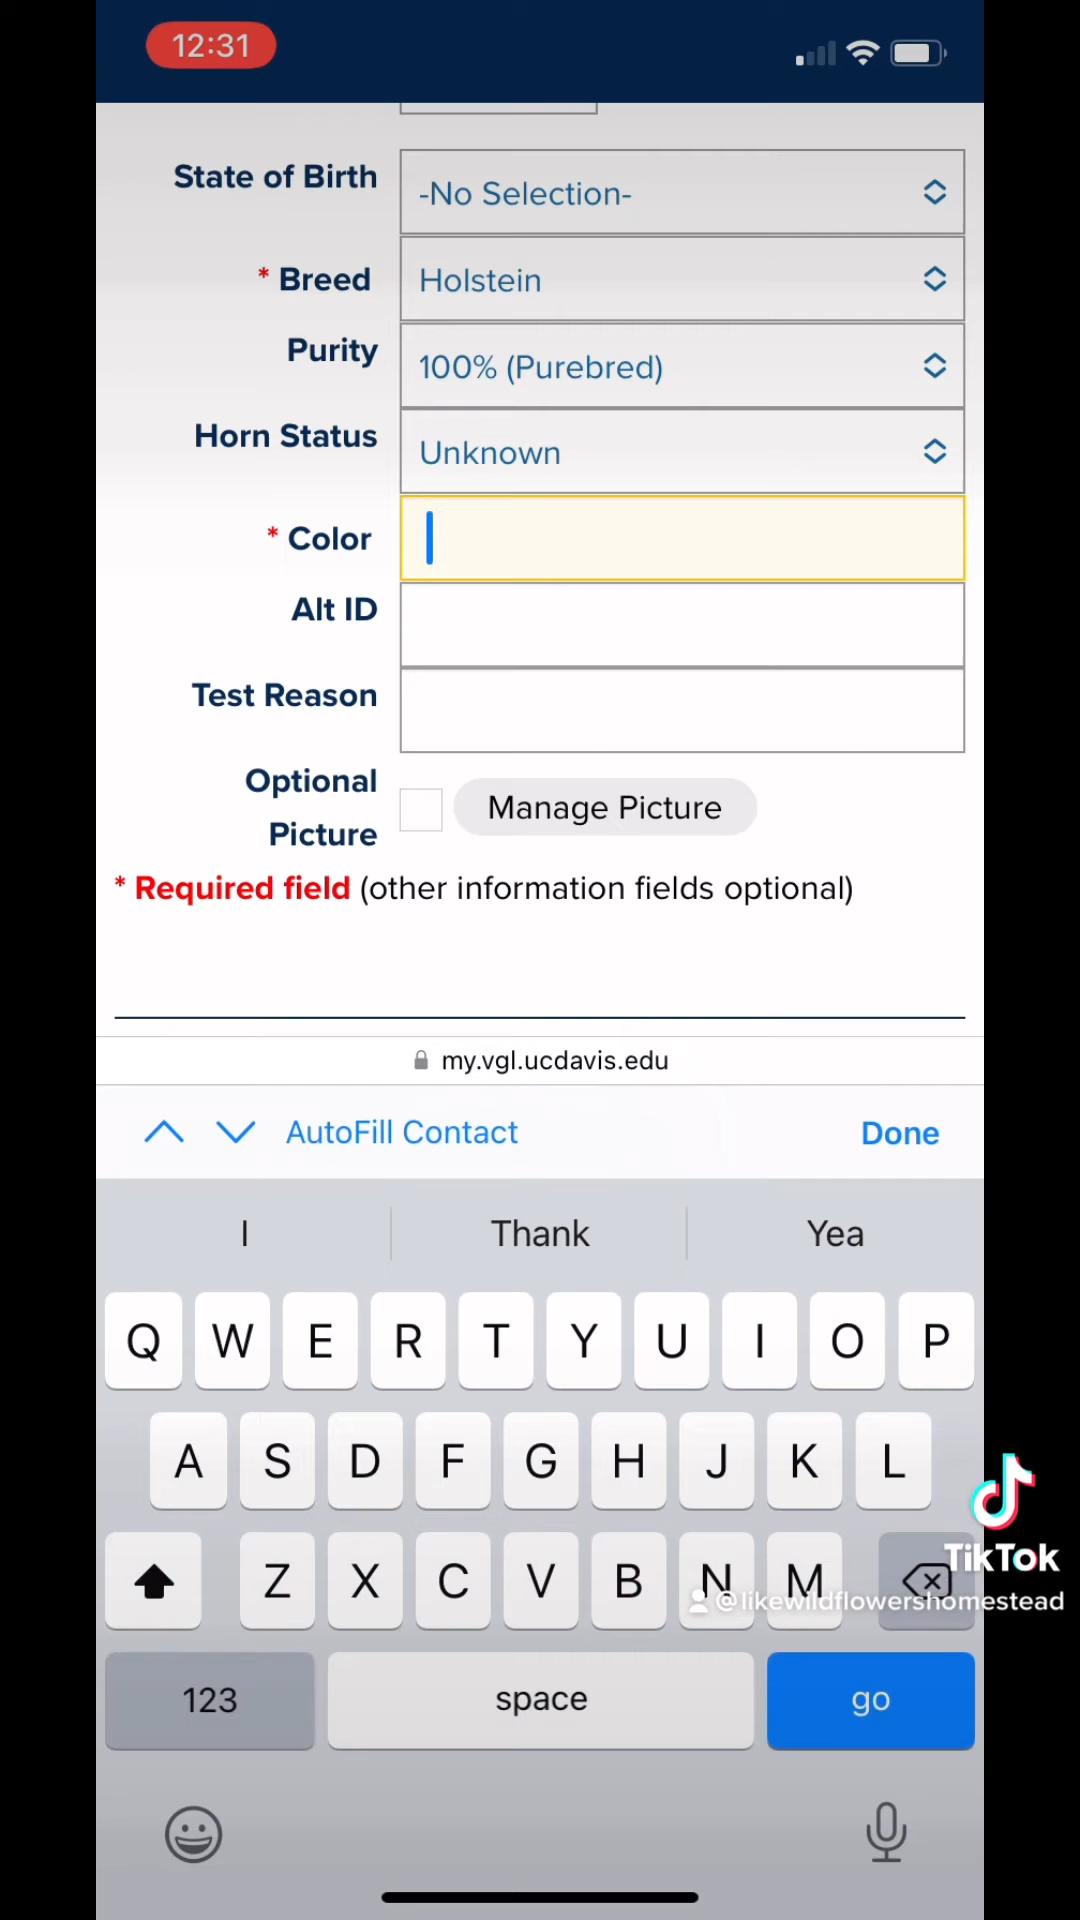 12:31
State of Birth
-No Selection-
* Breed
Holstein
Purity
100% (Purebred)
Horn Status
Unknown
* Color
Alt ID
Test Reason
Optional
Picture
Manage Picture
* Required field (other information fields optional)
my.vgl.ucdavis.edu
AutoFill Contact
Done
I
Thank
Yea
Q W E R T Y U I O P
A S D F G H J K L
Z X C V B N M
TikTok
@likewildflowershomestead
123
space
go